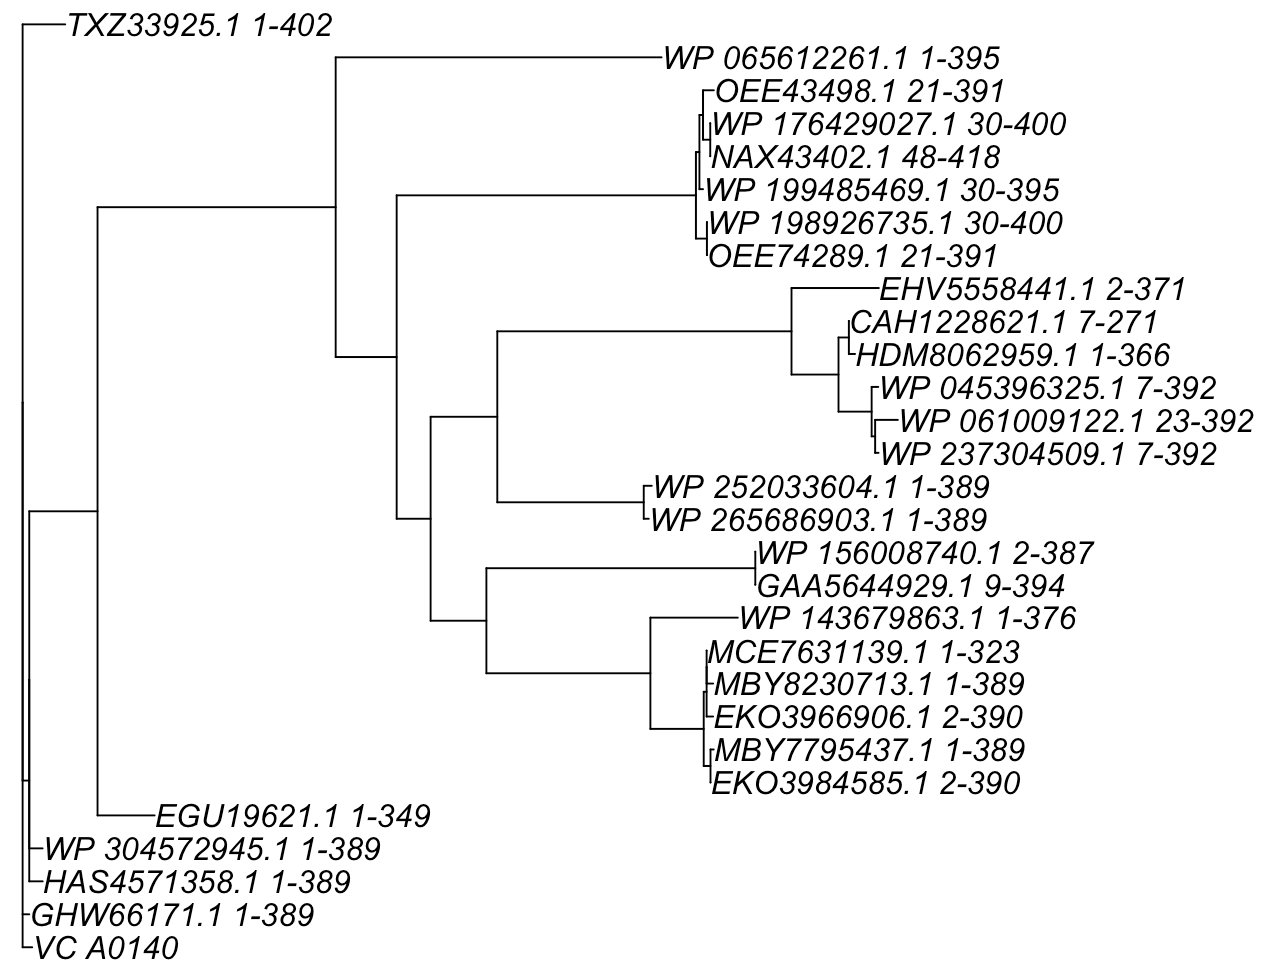 TXZ33925.1 1-402
WP 065612261.1 1-395
OEE43498.1 21-391
WP 176429027.1 30-400
NAX43402.1 48-418
WP 199485469.1 30-395
WP 198926735.1 30-400
OEE74289.1 21-391
EHV5558441.1 2-371
CAH1228621.1 7-271
HDM8062959.1 1-366
WP 045396325.1 7-392
WP 061009122.1 23-392
WP 237304509.1 7-392
WP 252033604.1 1-389
WP 265686903.1 1-389
WP 156008740.1 2-387
GAA5644929.1 9-394
WP 143679863.1 1-376
MCE7631139.1 1-323
MBY8230713.1 1-389
EKO3966906.1 2-390
MBY7795437.1 1-389
EKO3984585.1 2-390
EGU19621.1 1-349
WP 304572945.1 1-389
HAS4571358.1 1-389
GHW66171.1 1-389
VC A0140